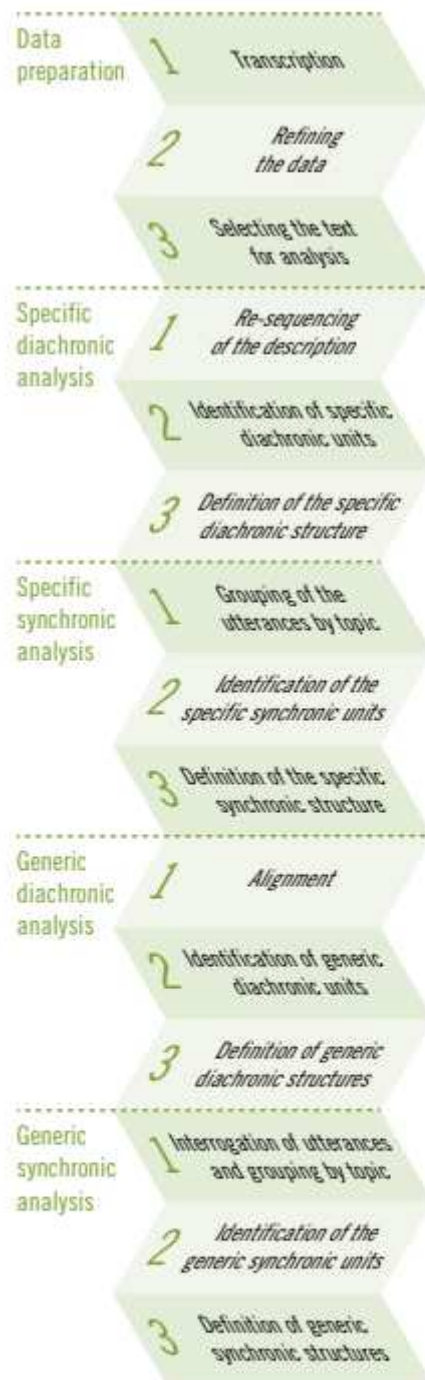 Data
preparation
1
Transcription
2
Refining
the data
3
Selecting the text
for analysis
Specific
diachronic
analysis
1
Re-sequencing
of the description
2
Identification of specific
diachronic units
3
Definition of the specific
diachronic structure
Specific
synchronic
analysis
1
Grouping of the
utterances by topic
2
Identification of the
specific synchronic units
3
Definition of the specific
synchronic structure
Generic
diachronic
analysis
1
Alignment
2
Identification of generic
diachronic units
3
Definition of generic
diachronic structures
Generic
synchronic
analysis
1
Interrogation of utterances
and grouping by topic
2
Identification of the
generic synchronic units
3
Definition of generic
synchronic structures